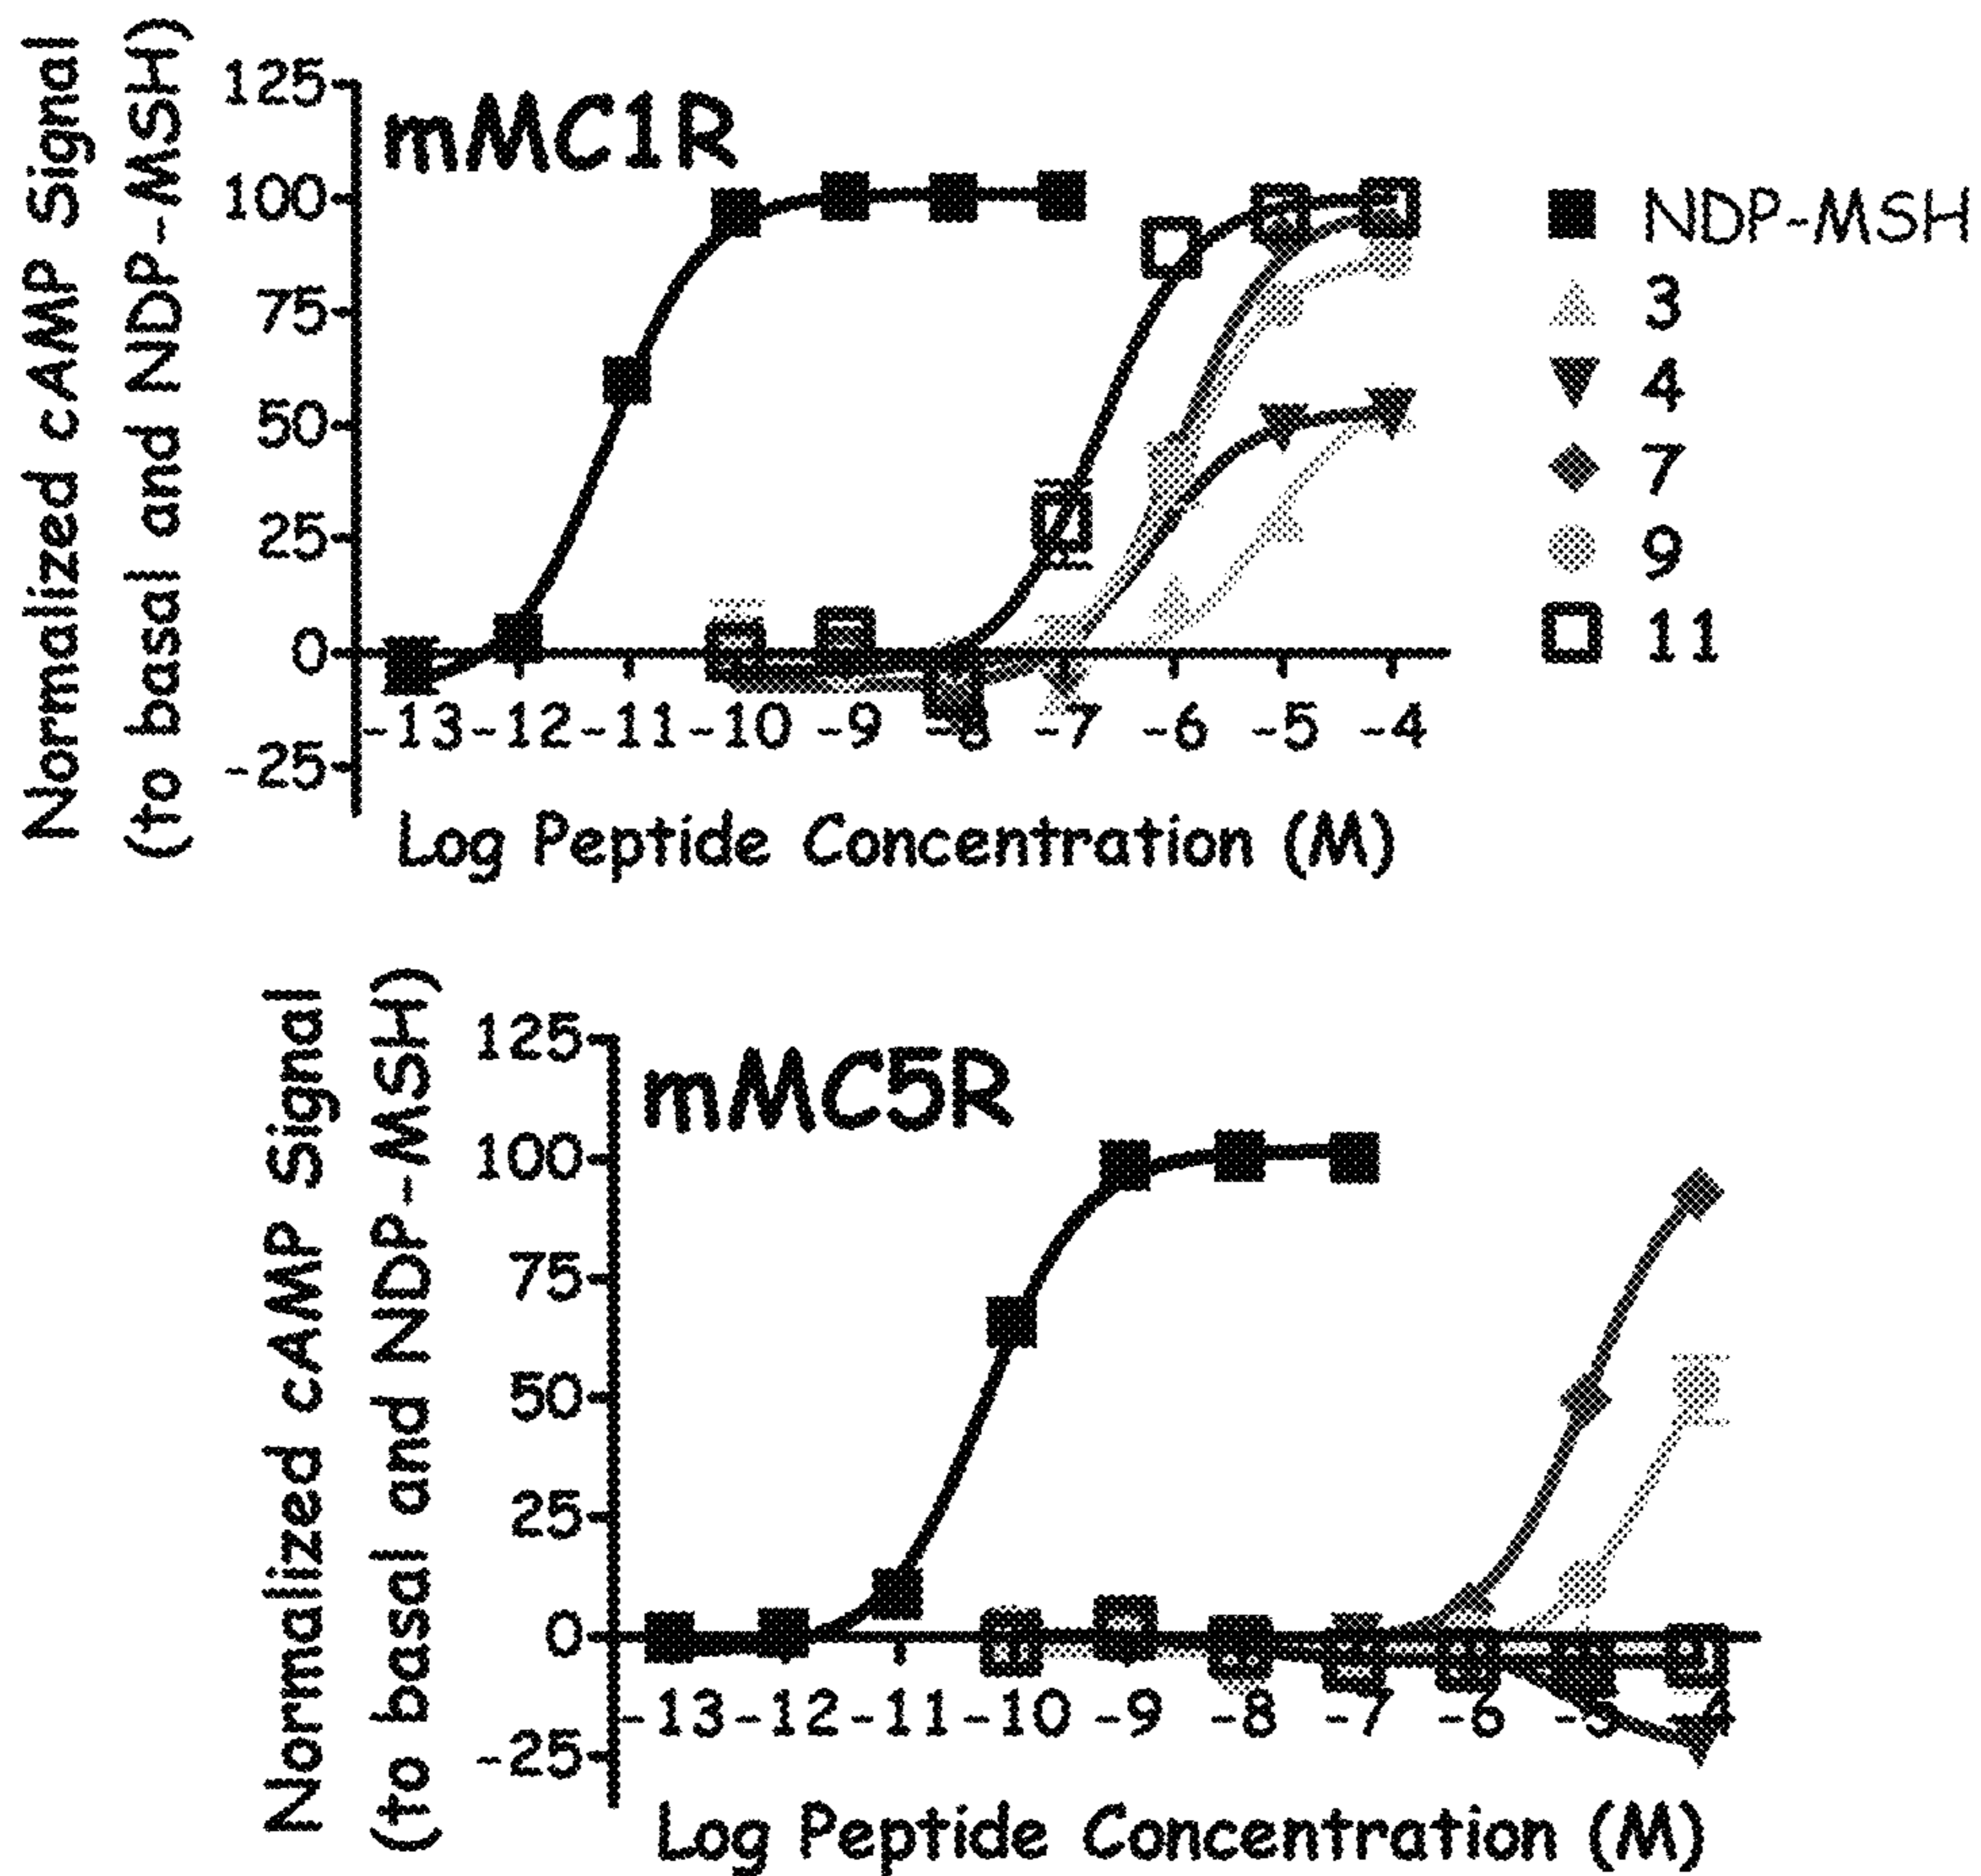 Normalized cAMP Signal
(to basal and NDP-MSH)
mMC1R
125
100
75
50
25
0
-25
-13 -12 -11 -10 -9 -8 -7 -6 -5 -4
Log Peptide Concentration (M)
NDP-MSH
3
4
7
9
11
Normalized cAMP Signal
(to basal and NDP-MSH)
mMC5R
125
100
75
50
25
0
-25
-13 -12 -11 -10 -9 -8 -7 -6 -5 -4
Log Peptide Concentration (M)